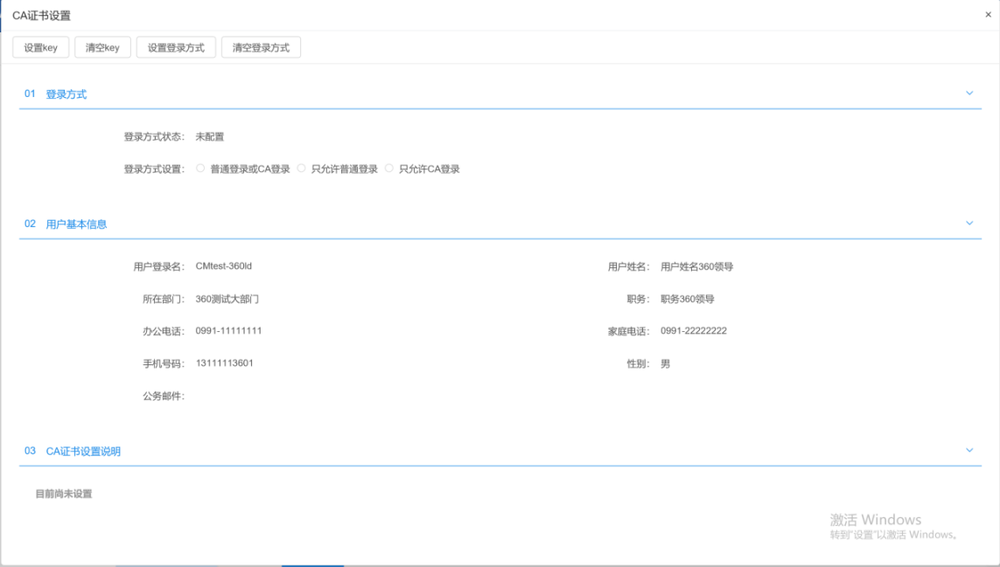 CA证书设置 ×
设置key 清空key 设置登录方式 清空登录方式
01 登录方式
登录方式状态： 未配置
登录方式设置： 普通登录或CA登录 只允许普通登录 只允许CA登录
02 用户基本信息
用户登录名： CMtest-360ld 用户姓名： 用户姓名360领导
所在部门： 360测试大部门 职务： 职务360领导
办公电话： 0991-11111111 家庭电话： 0991-22222222
手机号码： 13111113601 性别： 男
公务邮件：
03 CA证书设置说明
目前尚未设置
激活 Windows
转到"设置"以激活 Windows。